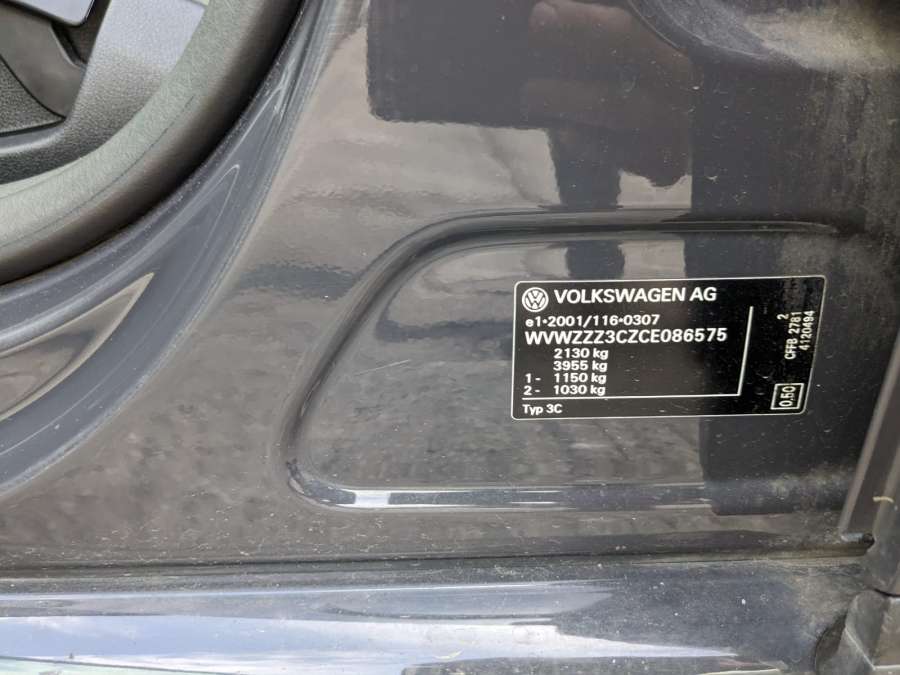 VOLKSWAGEN AG
e1*2001/116*0307
WVWZZZ3CZCE086575
2130 kg
3955 kg
1 - 1150 kg
2 - 1030 kg
Typ 3C
2
CFFB 2781
4120494
0.50